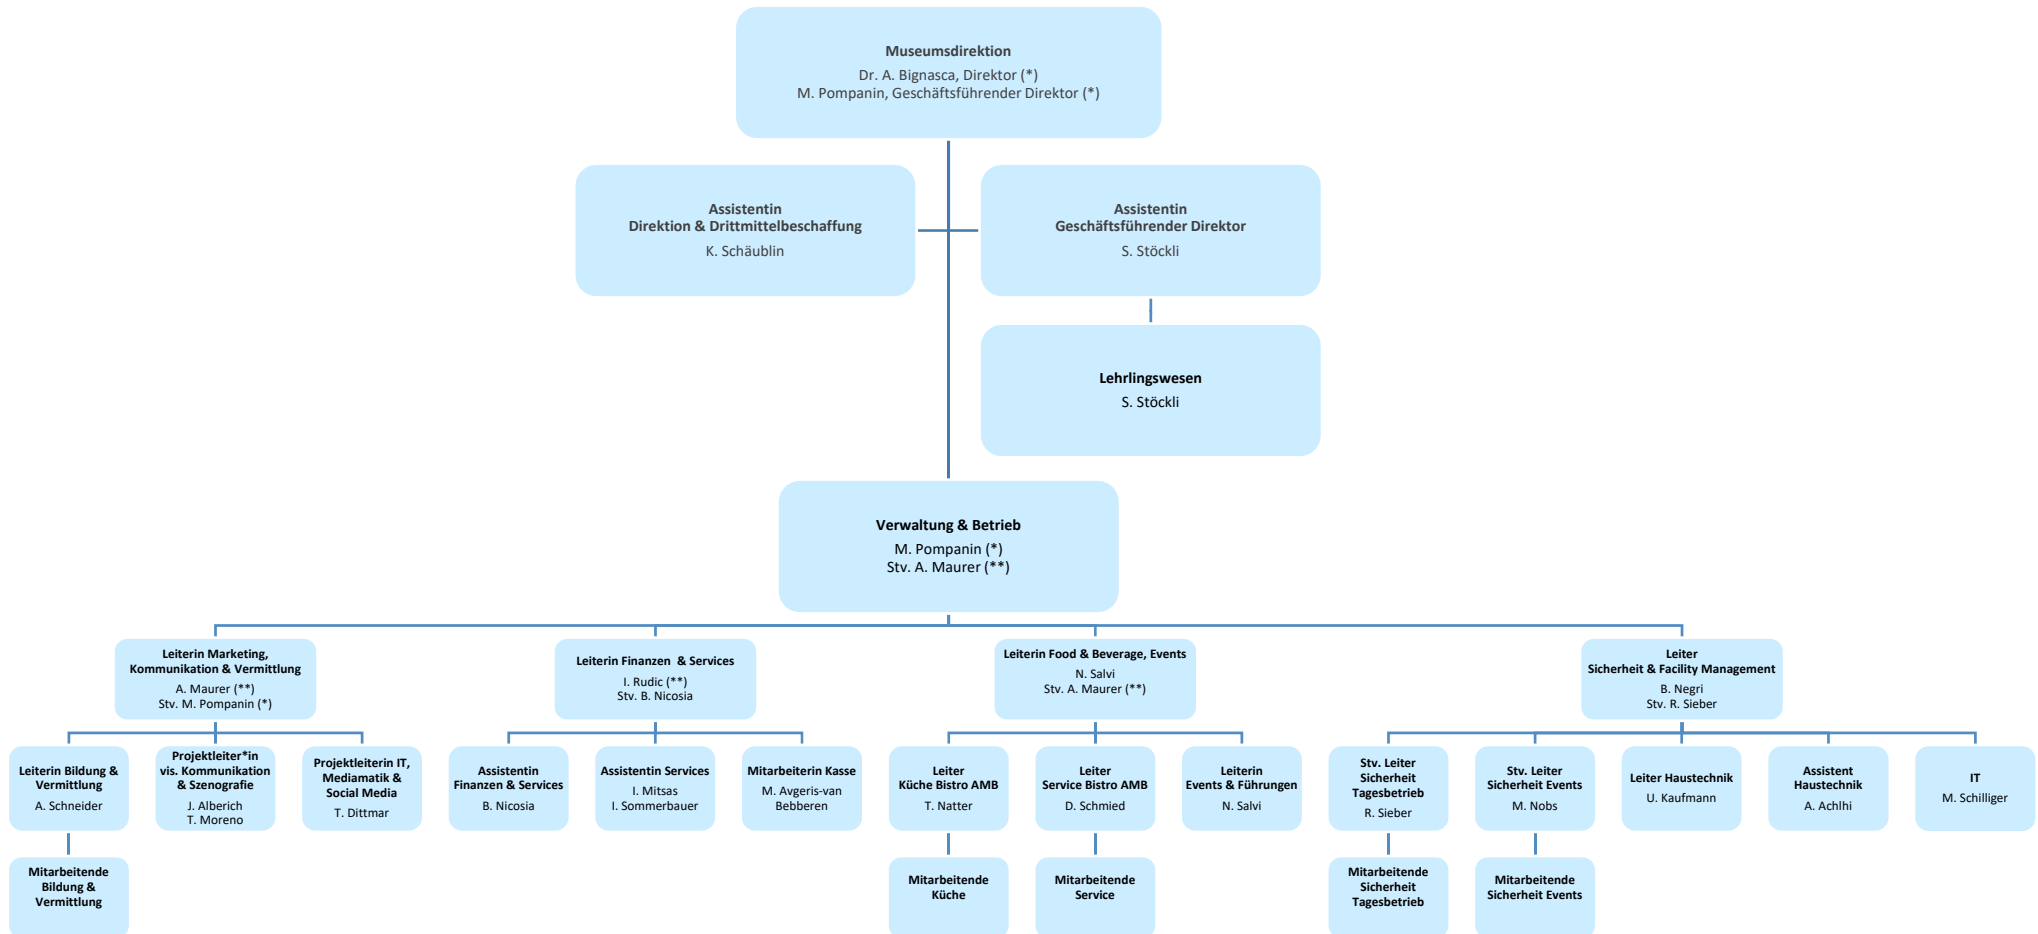 Museumsdirektion
Dr. A. Bignasca, Direktor (*)
M. Pompanin, Geschäftsführender Direktor (*)
Assistentin
Direktion & Drittmittelbeschaffung
K. Schäublin
Assistentin
Geschäftsführender Direktor
S. Stöckli
Lehrlingswesen
S. Stöckli
Verwaltung & Betrieb
M. Pompanin (*)
Stv. A. Maurer (**)
Leiterin Marketing,
Kommunikation & Vermittlung
A. Maurer (**)
Stv. M. Pompanin (*)
Leiterin Finanzen & Services
I. Rudic (**)
Stv. B. Nicosia
Leiterin Food & Beverage, Events
N. Salvi
Stv. A. Maurer (**)
Leiter
Sicherheit & Facility Management
B. Negri
Stv. R. Sieber
Leiterin Bildung &
Vermittlung
A. Schneider
Projektleiter*in
vis. Kommunikation
& Szenografie
J. Alberich
T. Moreno
Projektleiterin IT,
Mediamatik &
Social Media
T. Dittmar
Assistentin
Finanzen & Services
B. Nicosia
Assistentin Services
I. Mitsas
I. Sommerbauer
Mitarbeiterin Kasse
M. Avgeris-van
Bebberen
Leiter
Küche Bistro AMB
T. Natter
Leiter
Service Bistro AMB
D. Schmied
Leiterin
Events & Führungen
N. Salvi
Stv. Leiter
Sicherheit
Tagesbetrieb
R. Sieber
Stv. Leiter
Sicherheit Events
M. Nobs
Leiter Haustechnik
U. Kaufmann
Assistent
Haustechnik
A. Achlhi
IT
M. Schilliger
Mitarbeitende
Bildung &
Vermittlung
Mitarbeitende
Küche
Mitarbeitende
Service
Mitarbeitende
Sicherheit
Tagesbetrieb
Mitarbeitende
Sicherheit Events